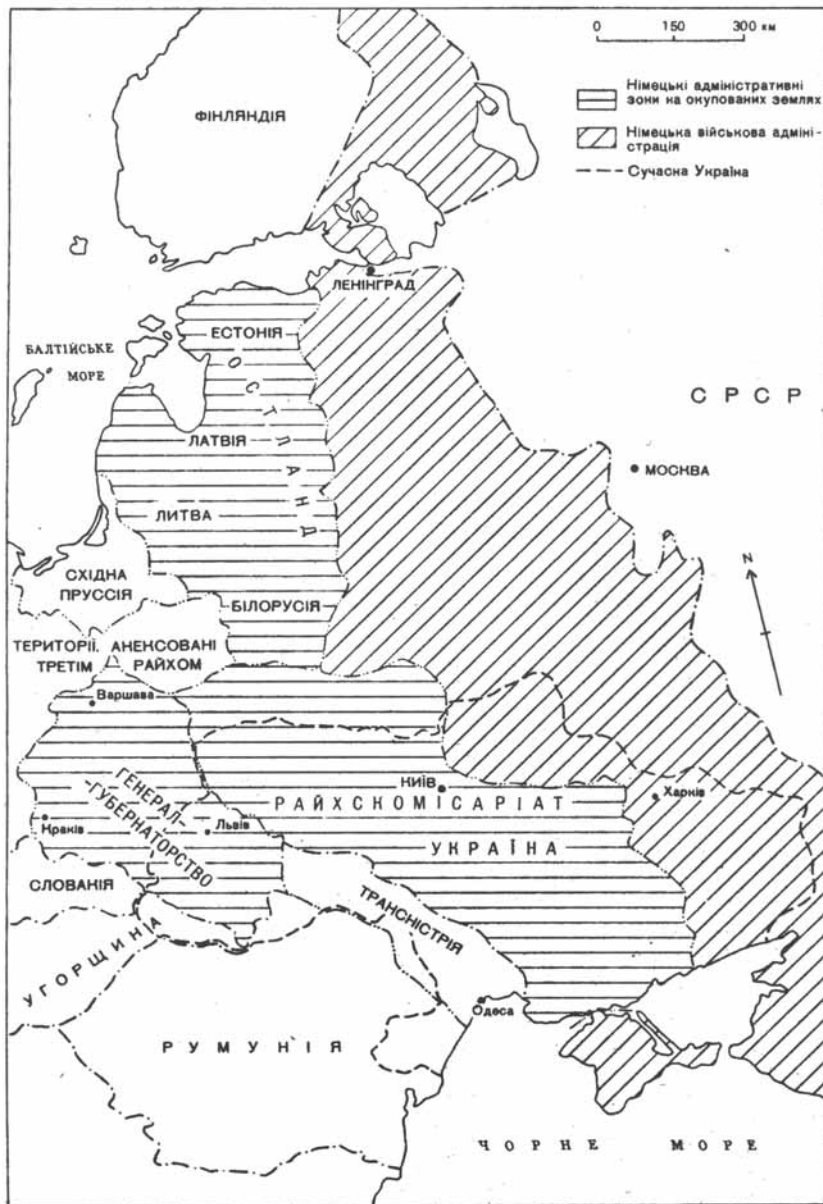 0 150 300 км
Німецькі адміністративні
зони на окупованих землях
Німецька військова адміні-
страція
Сучасна Україна
ФІНЛЯНДІЯ
ЛЕНІНГРАД
ЕСТОНІЯ
БАЛТІЙСЬКЕ
МОРЕ
ОСТЛАНД
СРСР
ЛАТВІЯ
МОСКВА
ЛИТВА
N
СХІДНА
ПРУССІЯ
БІЛОРУСІЯ
ТЕРИТОРІЇ, АНЕКСОВАНІ
ТРЕТІМ РАЙХОМ
Варшава
КИЇВ
Харків
РАЙХСКОМІСАРІАТ
УКРАЇНА
ГЕНЕРАЛ-
-ГУБЕРНАТОРСТВО
Краків
Львів
СЛОВАНІЯ
ТРАНСНІСТРІЯ
УГОРЩИНА
Одеса
РУМУНІЯ
ЧОРНЕ МОРЕ